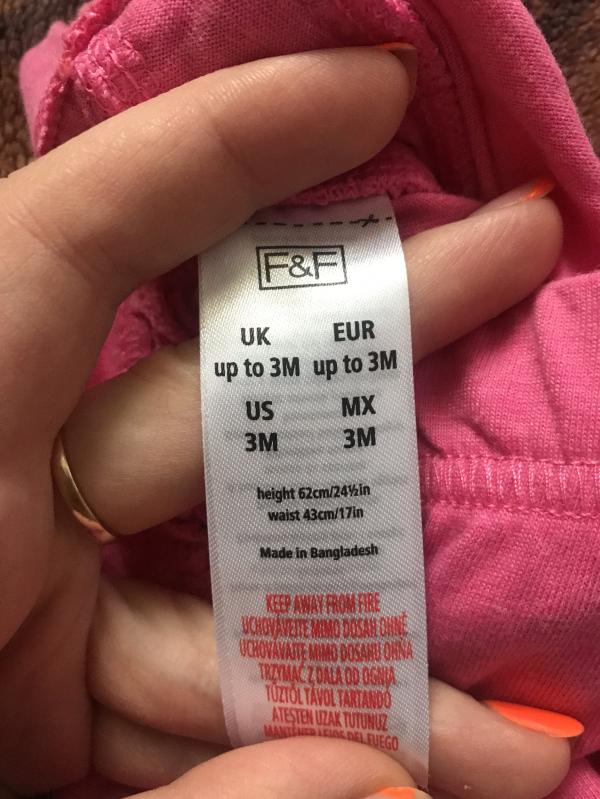 F&F
UK EUR
up to 3M up to 3M
US MX
3M 3M
height 62cm/24½in
waist 43cm/17in
Made in Bangladesh
KEEP AWAY FROM FIRE
UCHOVÁVEJTE MIMO DOSAH OHNĚ
UCHOVÁVAJTE MIMO DOSAHU OHŇA
TRZYMAĆ Z DALA OD OGNIA
TŰZTŐL TÁVOL TARTANDÓ
ATEŞTEN UZAK TUTUNUZ
MANTENER LEJOS DEL FUEGO